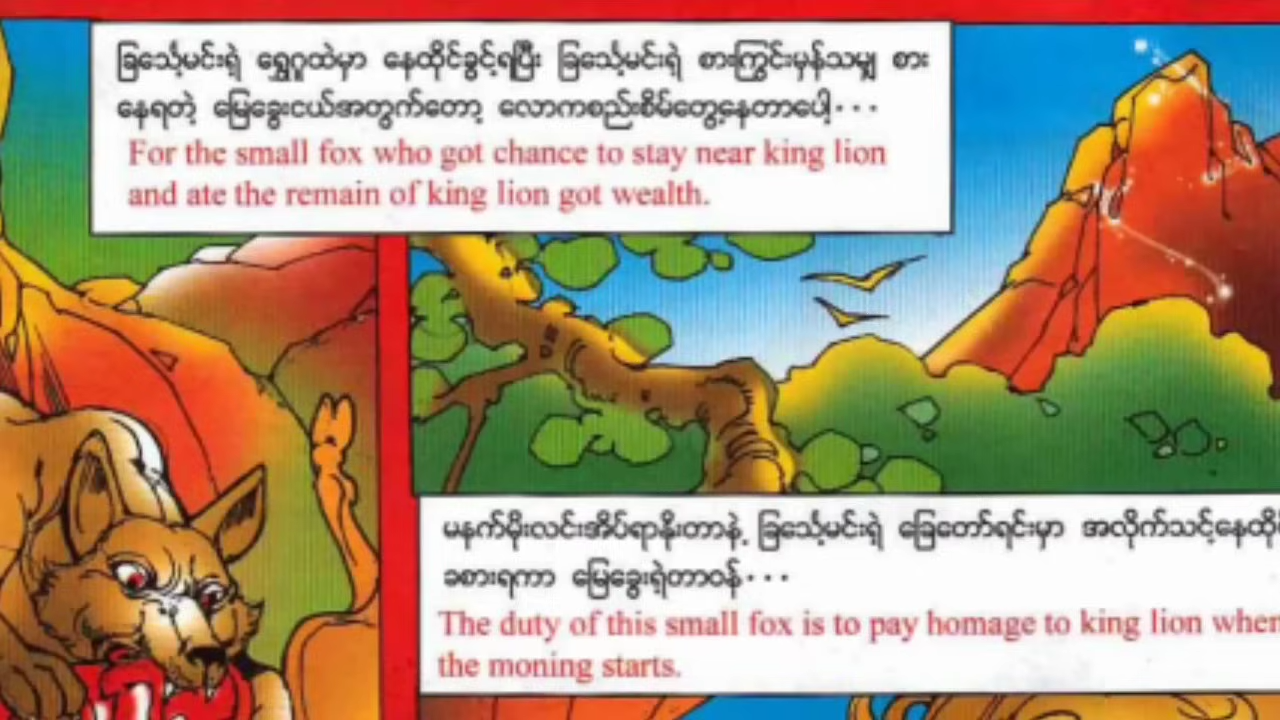 ခြင်္သေ့မင်းရဲ့ ရွှေဂူထဲမှာ နေထိုင်ခွင့်ရပြီး ခြင်္သေ့မင်းရဲ့ စားကြွင်းမှန်သမျှ စား
နေရတဲ့ မြေခွေးငယ်အတွက်တော့ လောကစည်းစိမ်တွေ့နေတာပေါ့...
For the small fox who got chance to stay near king lion
and ate the remain of king lion got wealth.
မနက်မိုးလင်းအိပ်ရာနိုးတာနဲ့ ခြင်္သေ့မင်းရဲ့ ခြေတော်ရင်းမှာ အလိုက်သင့်နေထို
ခစားရကာ မြေခွေးရဲ့တာဝန်...
The duty of this small fox is to pay homage to king lion when
the moning starts.